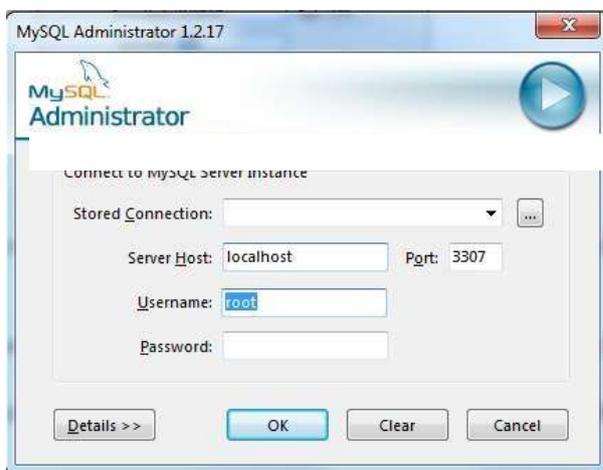 MySQL Administrator 1.2.17
MySQL
Administrator
Connect to MySQL Server Instance
Stored Connection:
...
Server Host: localhost Port: 3307
Username: root
Password:
Details >> OK Clear Cancel